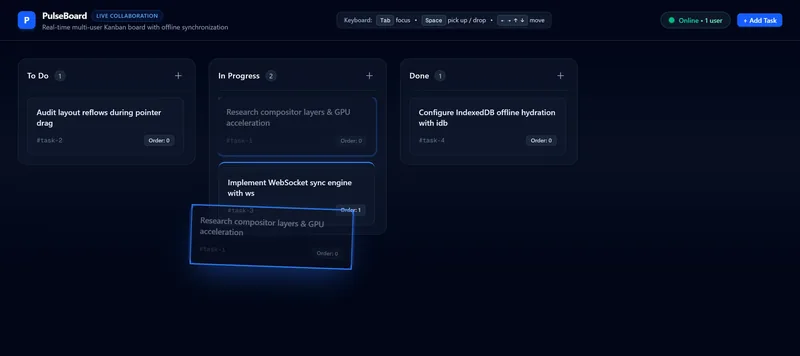 P
PulseBoard LIVE COLLABORATION
Real-time multi-user Kanban board with offline synchronization
Keyboard: Tab focus • Space pick up / drop • ← → ↑ ↓ move
Online • 1 user
+ Add Task
To Do 1 +
Audit layout reflows during pointer
drag
#task-2 Order: 0
In Progress 2 +
Research compositor layers & GPU
acceleration
Order: 0
Implement WebSocket sync engine
with ws
Order: 1
Research compositor layers & GPU
acceleration
#task-1 Order: 0
Done 1 +
Configure IndexedDB offline hydration
with idb
#task-4 Order: 0